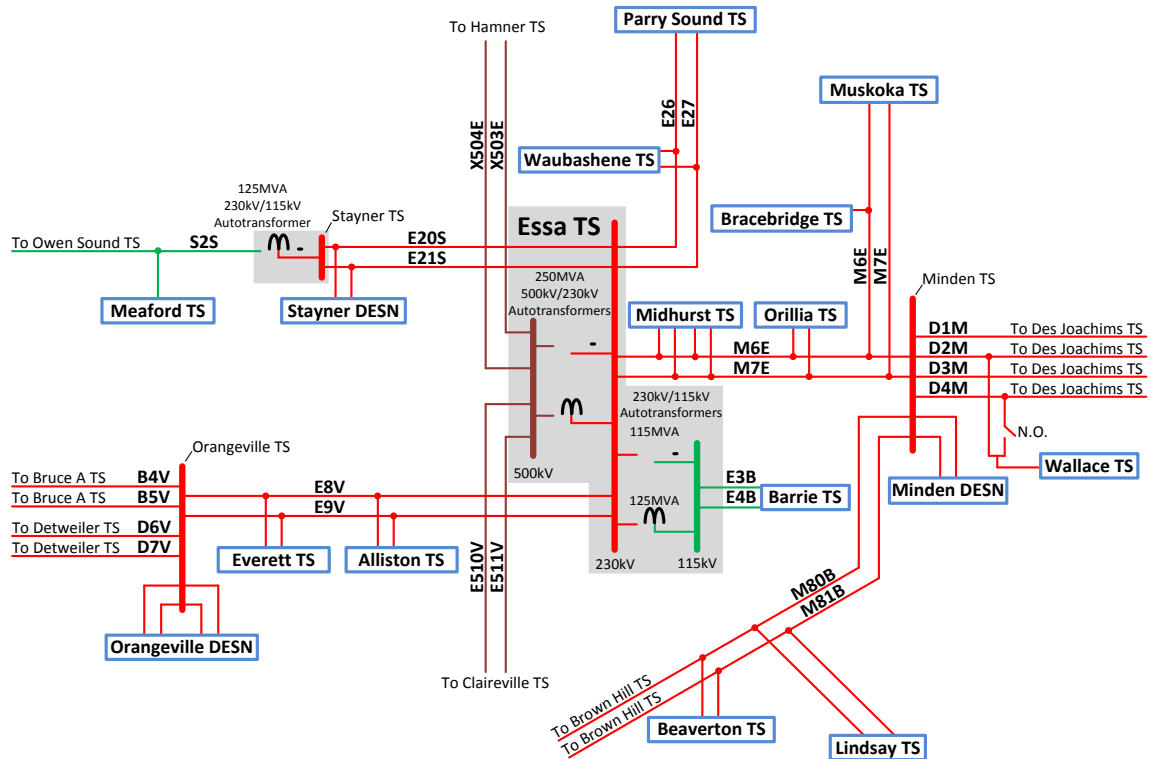 To Hamner TS
Parry Sound TS
Muskoka TS
X504E
X503E
E26
E27
Waubashene TS
125MVA
230kV/115kV
Autotransformer
Stayner TS
Bracebridge TS
Essa TS
To Owen Sound TS
S2S
E20S
E21S
M6E
M7E
Meaford TS
Stayner DESN
250MVA
500kV/230kV
Autotransformers
Midhurst TS
Orillia TS
Minden TS
D1M
To Des Joachims TS
D2M
To Des Joachims TS
D3M
To Des Joachims TS
D4M
To Des Joachims TS
M6E
M7E
230kV/115kV
Autotransformers
115MVA
N.O.
Wallace TS
Orangeville TS
500kV
Minden DESN
To Bruce A TS
B4V
To Bruce A TS
B5V
To Detweiler TS
D6V
To Detweiler TS
D7V
E8V
E9V
E3B
E4B
Barrie TS
125MVA
Everett TS
Alliston TS
230kV
115kV
E510V
E511V
M80B
M81B
Orangeville DESN
To Claireville TS
To Brown Hill TS
To Brown Hill TS
Beaverton TS
Lindsay TS